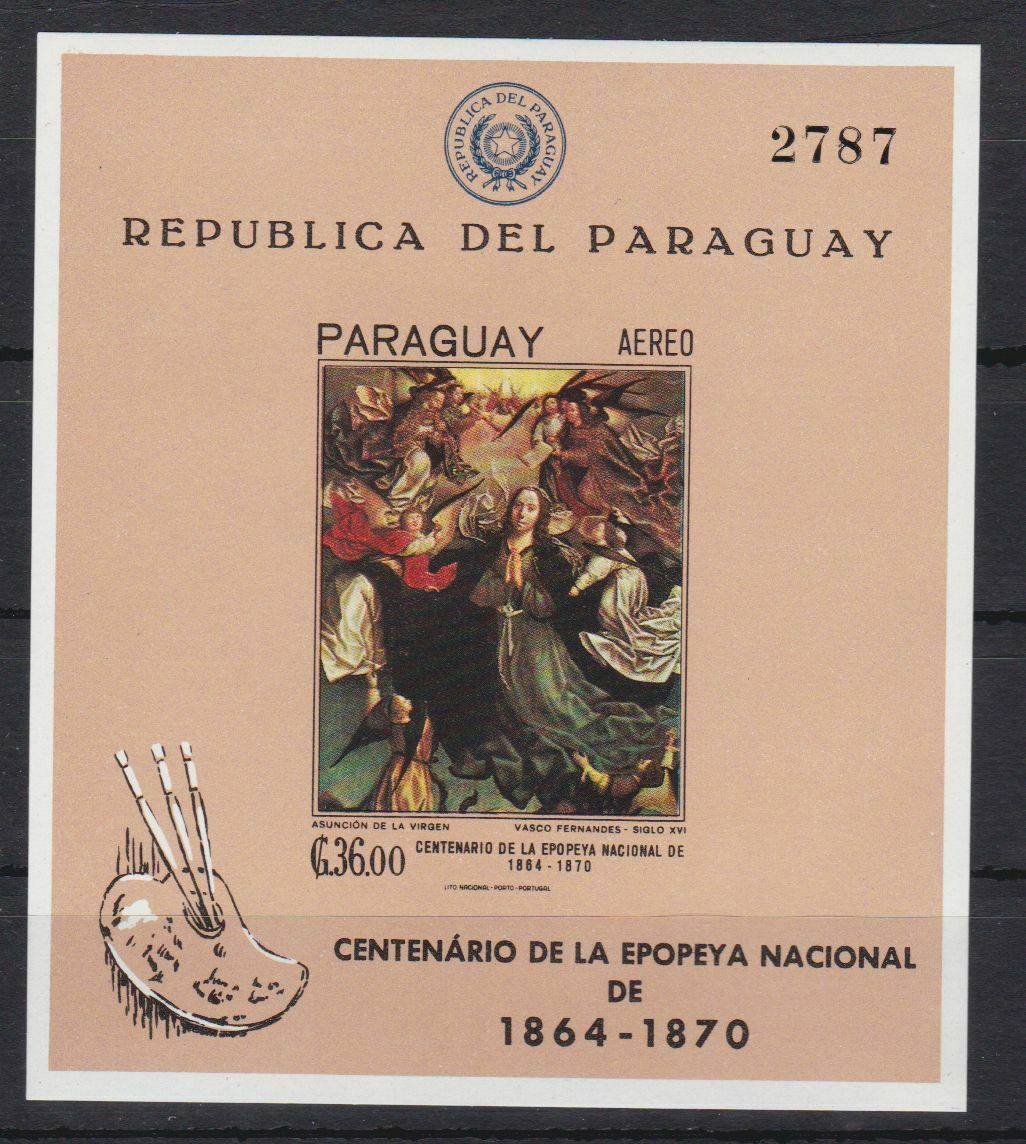 REPUBLICA DEL PARAGUAY
2787
REPUBLICA DEL PARAGUAY
PARAGUAY AEREO
ASUNCIÓN DE LA VIRGEN VASCO FERNANDES - SIGLO XVI
₲.36.00 CENTENARIO DE LA EPOPEYA NACIONAL DE
1864-1870
LITO NACIONAL-PORTO-PORTUGAL
CENTENÁRIO DE LA EPOPEYA NACIONAL
DE
1864-1870